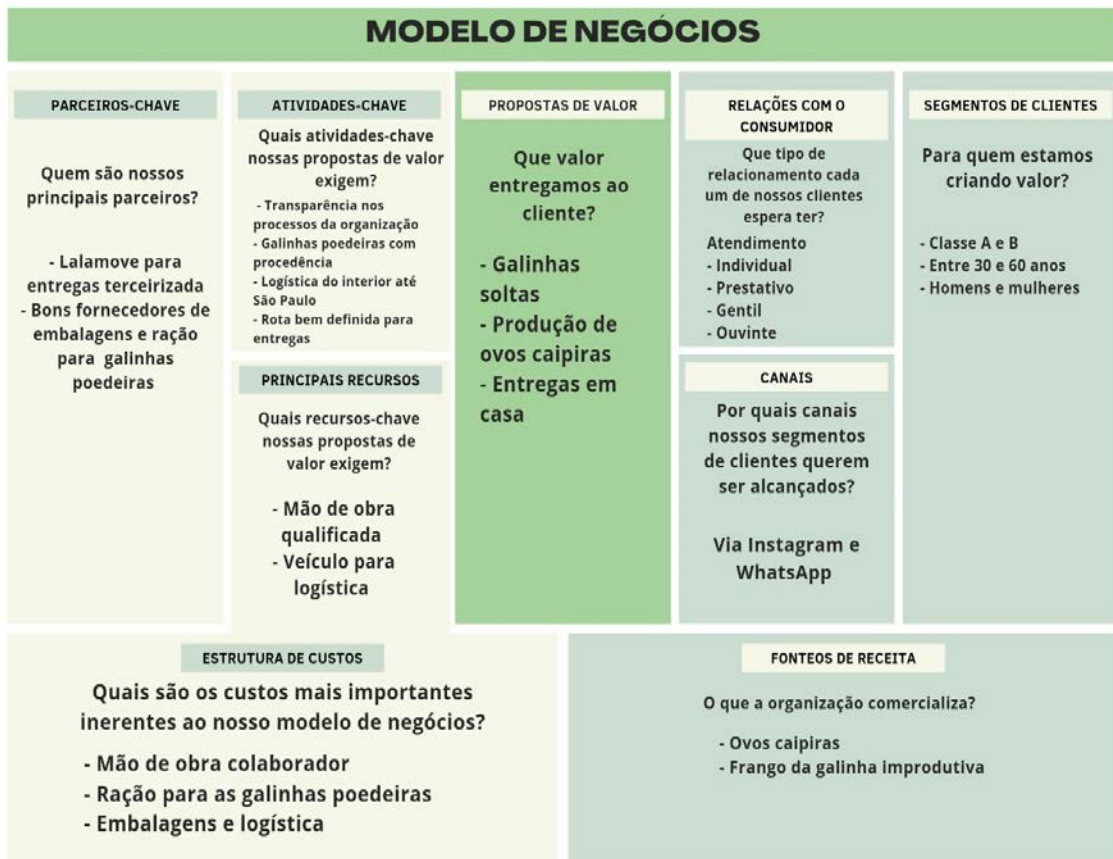 MODELO DE NEGÓCIOS
PARCEIROS-CHAVE
Quem são nossos
principais parceiros?
- Lalamove para
entregas terceirizada
- Bons fornecedores de
embalagens e ração
para galinhas
poedeiras
ATIVIDADES-CHAVE
Quais atividades-chave
nossas propostas de valor
exigem?
- Transparência nos
processos da organização
- Galinhas poedeiras com
procedência
- Logística do interior até
São Paulo
- Rota bem definida para
entregas
PRINCIPAIS RECURSOS
Quais recursos-chave
nossas propostas de
valor exigem?
- Mão de obra
qualificada
- Veículo para
logística
PROPOSTAS DE VALOR
Que valor
entregamos ao
cliente?
- Galinhas
soltas
- Produção de
ovos caipiras
- Entregas em
casa
RELAÇÕES COM O
CONSUMIDOR
Que tipo de
relacionamento cada
um de nossos clientes
espera ter?
Atendimento
- Individual
- Prestativo
- Gentil
- Ouvinte
CANAIS
Por quais canais
nossos segmentos
de clientes querem
ser alcançados?
Via Instagram e
WhatsApp
SEGMENTOS DE CLIENTES
Para quem estamos
criando valor?
- Classe A e B
- Entre 30 e 60 anos
- Homens e mulheres
ESTRUTURA DE CUSTOS
Quais são os custos mais importantes
inerentes ao nosso modelo de negócios?
- Mão de obra colaborador
- Ração para as galinhas poedeiras
- Embalagens e logística
FONTEOS DE RECEITA
O que a organização comercializa?
- Ovos caipiras
- Frango da galinha improdutiva